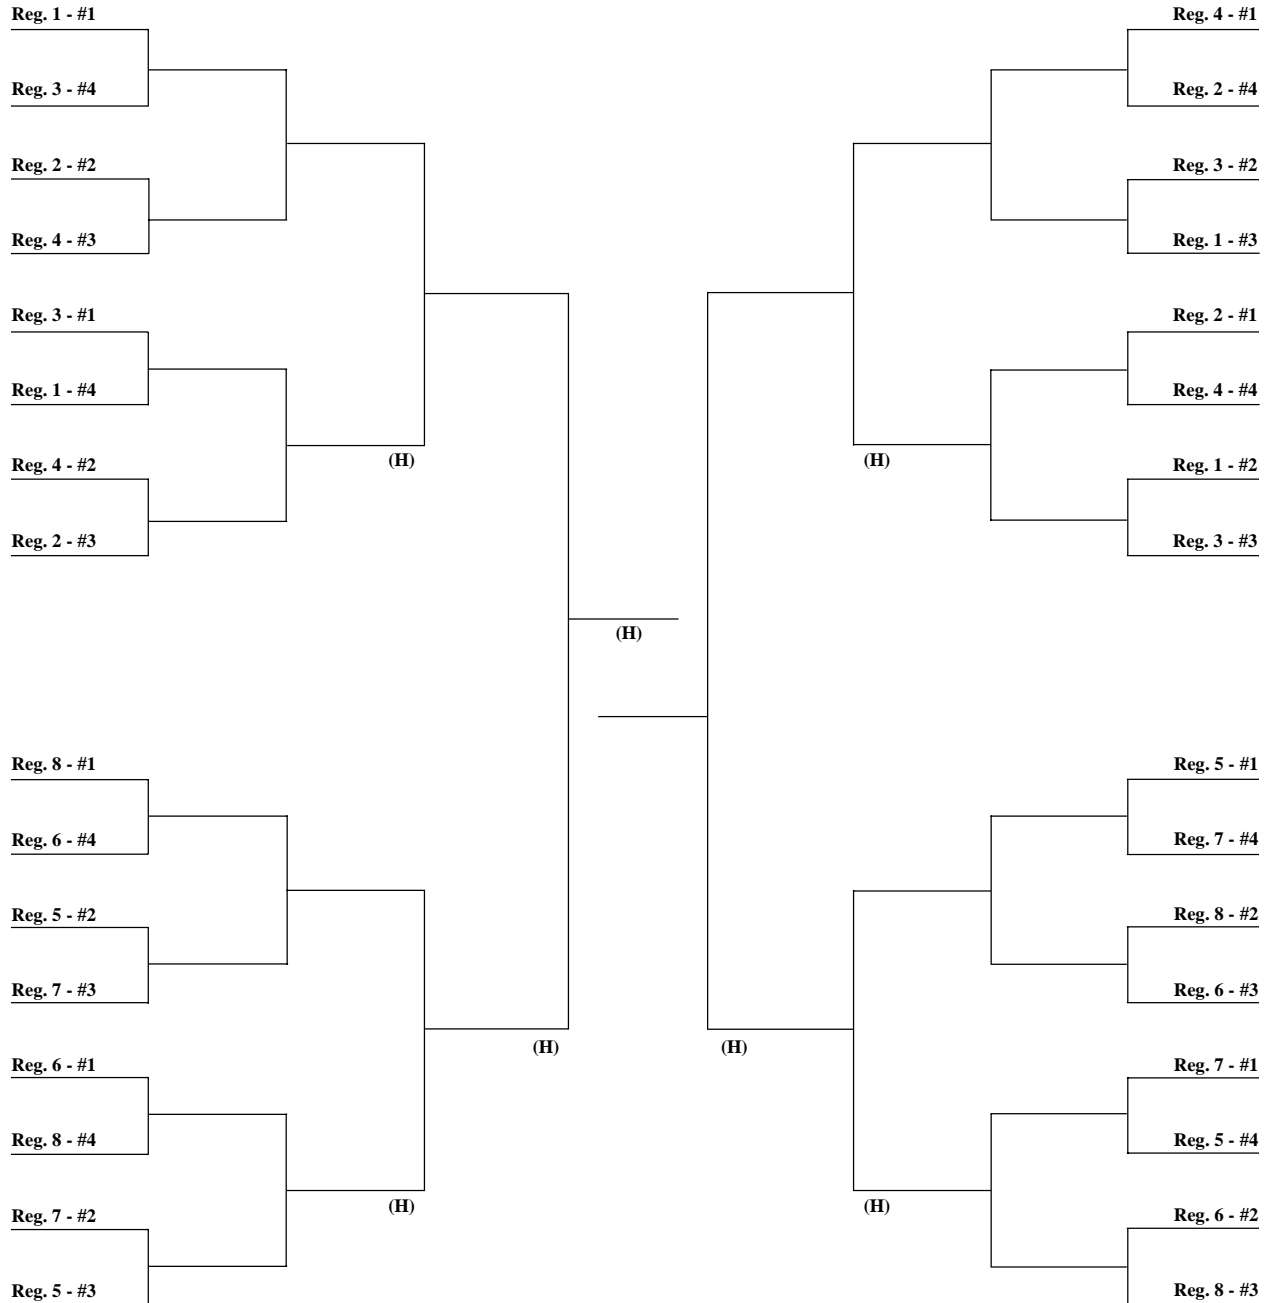 Reg. 1 - #1
Reg. 3 - #4
Reg. 2 - #2
Reg. 4 - #3
Reg. 3 - #1
Reg. 1 - #4
(H)
Reg. 4 - #2
Reg. 2 - #3
(H)
Reg. 8 - #1
Reg. 6 - #4
Reg. 5 - #2
Reg. 7 - #3
(H)
Reg. 6 - #1
Reg. 8 - #4
(H)
Reg. 7 - #2
Reg. 5 - #3
Reg. 4 - #1
Reg. 2 - #4
Reg. 3 - #2
Reg. 1 - #3
Reg. 2 - #1
Reg. 4 - #4
(H)
Reg. 1 - #2
Reg. 3 - #3
Reg. 5 - #1
Reg. 7 - #4
Reg. 8 - #2
Reg. 6 - #3
(H)
Reg. 7 - #1
Reg. 5 - #4
(H)
Reg. 6 - #2
Reg. 8 - #3